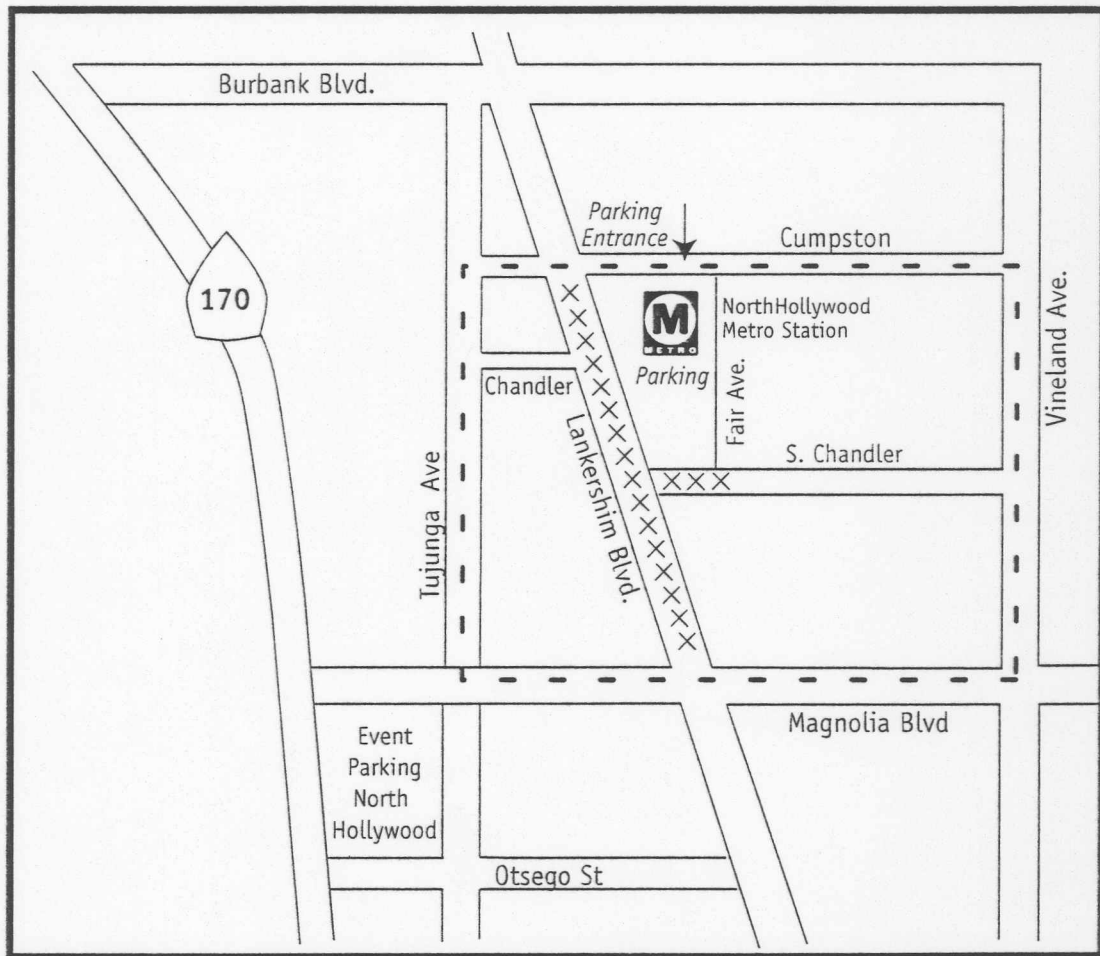 Burbank Blvd.
Parking
Entrance
Cumpston
170
M
METRO
NorthHollywood
Metro Station
Parking
Fair Ave.
Vineland Ave.
Chandler
S. Chandler
Lankershim Blvd.
Tujunga Ave
Magnolia Blvd
Event
Parking
North
Hollywood
Otsego St